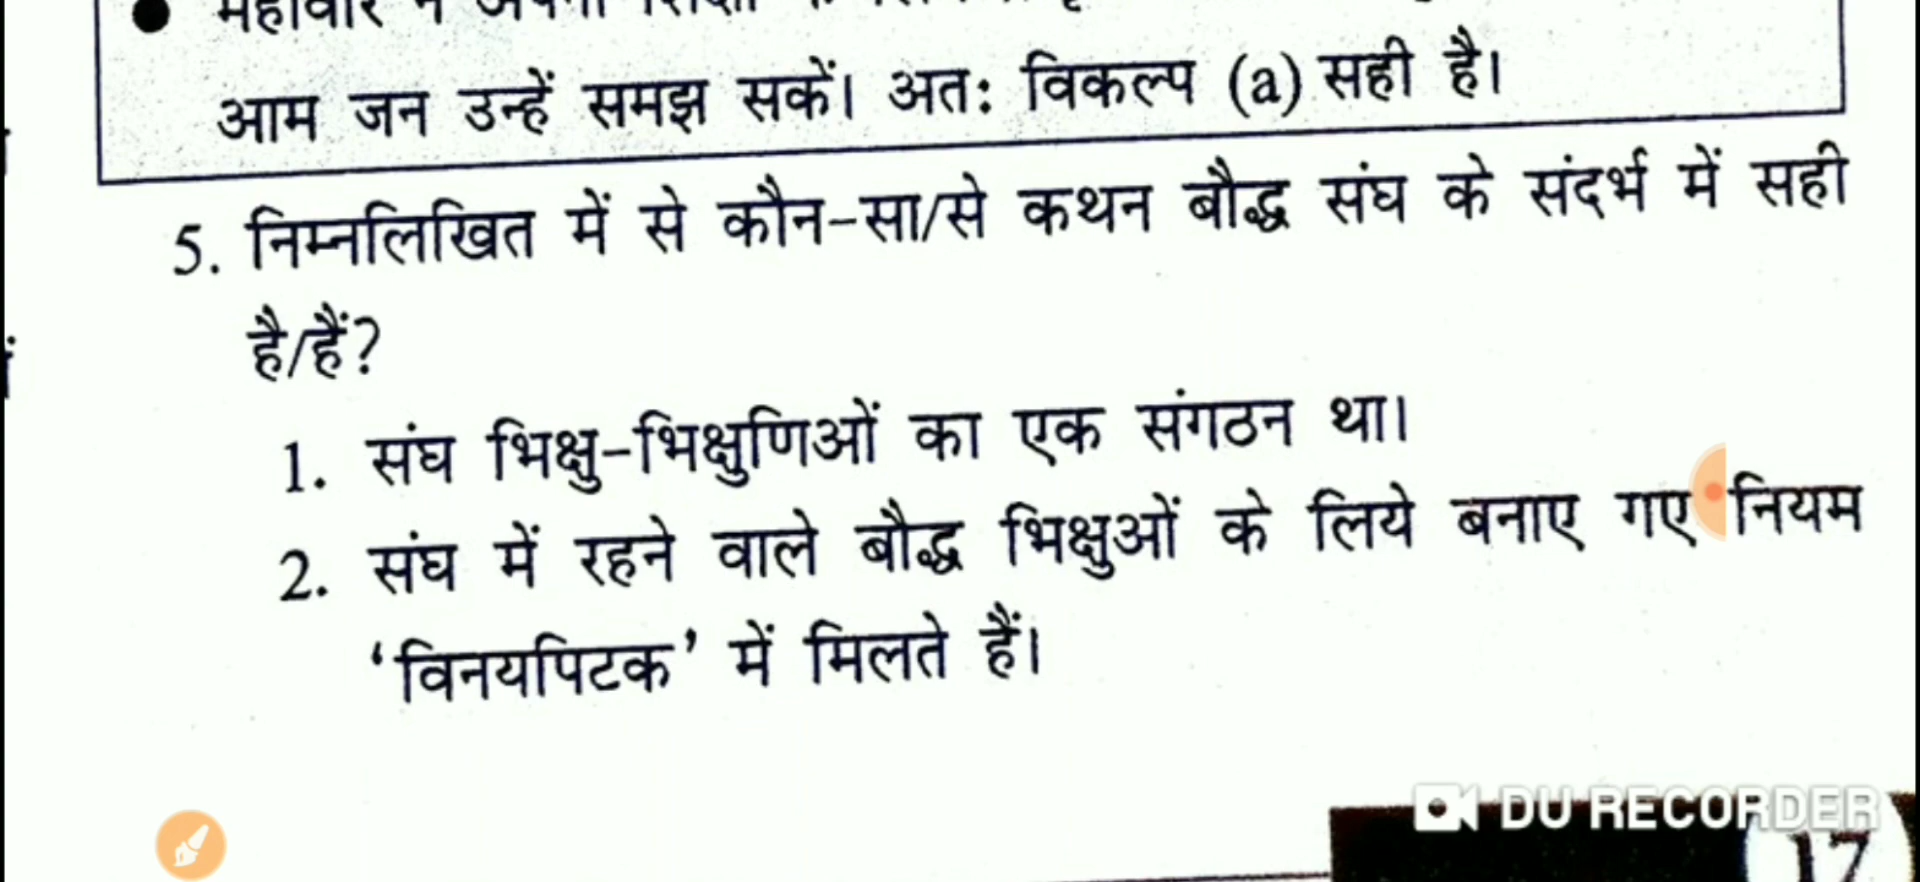 आम जन उन्हें समझ सकें। अतः विकल्प (a) सही है।
5. निम्नलिखित में से कौन-सा/से कथन बौद्ध संघ के संदर्भ में सही
है/हैं?
1. संघ भिक्षु-भिक्षुणिओं का एक संगठन था।
2. संघ में रहने वाले बौद्ध भिक्षुओं के लिये बनाए गए नियम
‘विनयपिटक’ में मिलते हैं।
DU RECORDER
17